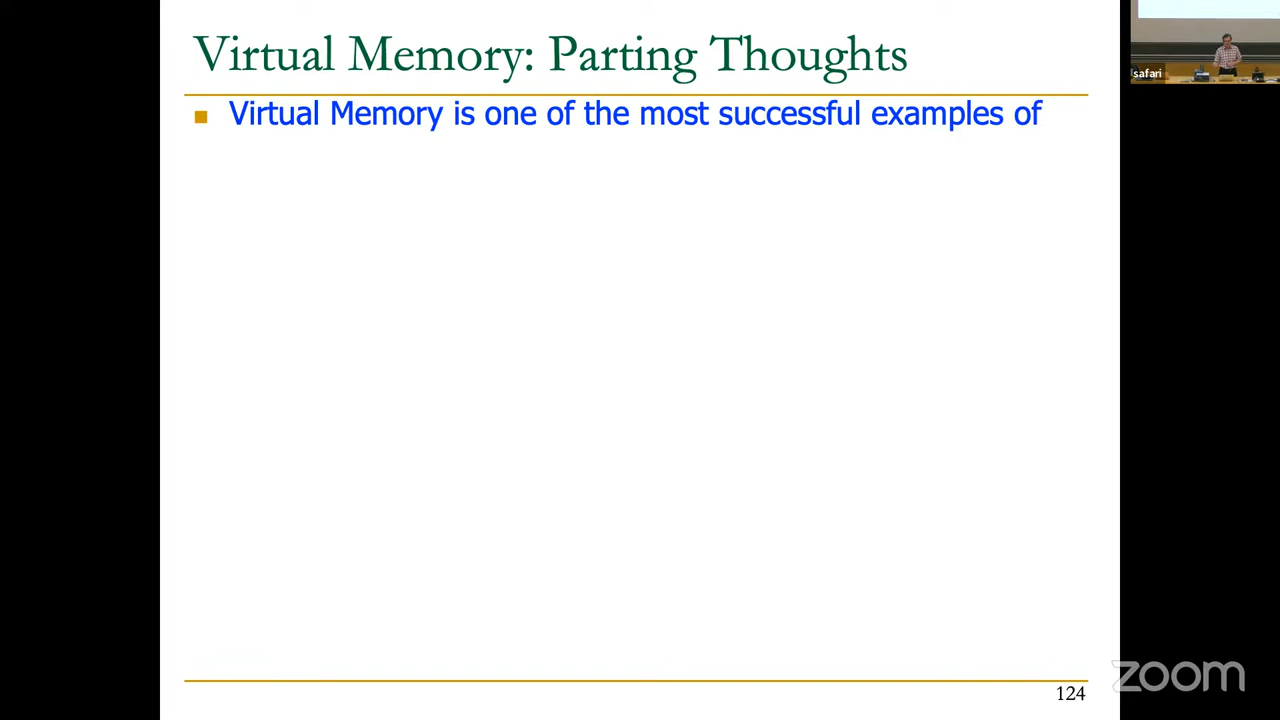 Virtual Memory: Parting Thoughts
Virtual Memory is one of the most successful examples of
safari
124
zoom